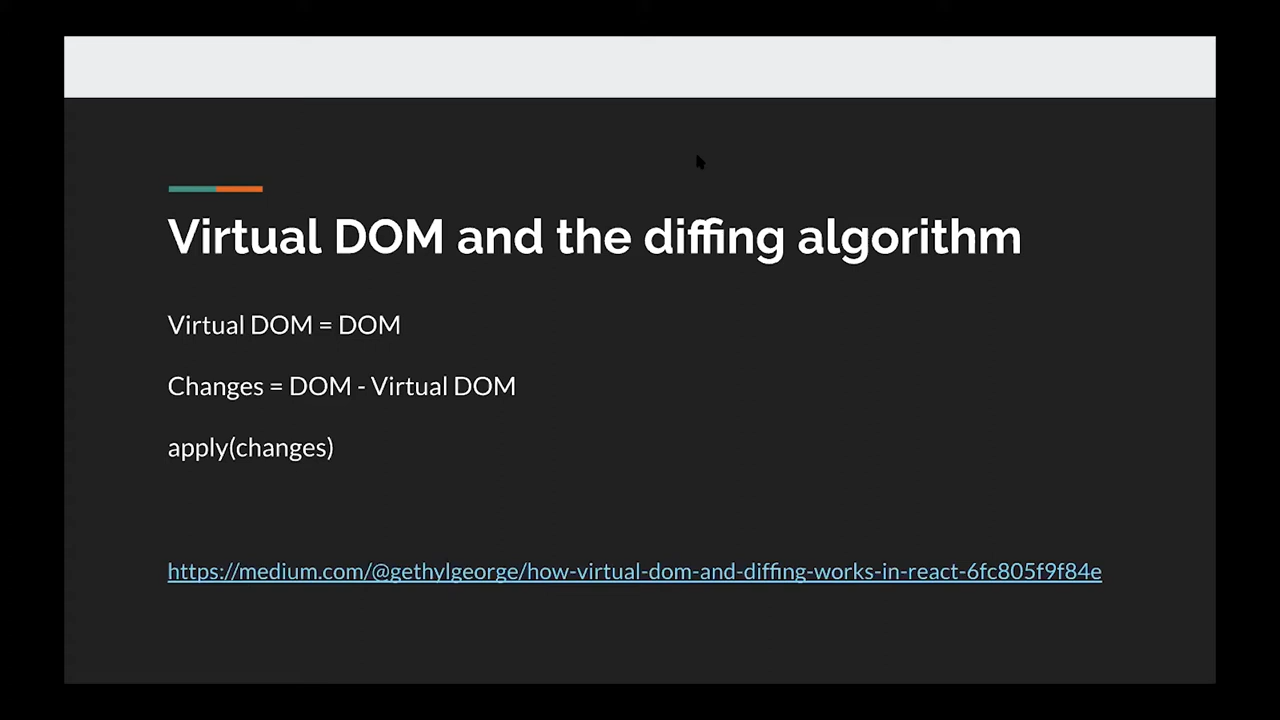 Virtual DOM and the diffing algorithm
Virtual DOM = DOM
Changes = DOM - Virtual DOM
apply(changes)
https://medium.com/@gethylgeorge/how-virtual-dom-and-diffing-works-in-react-6fc805f9f84e